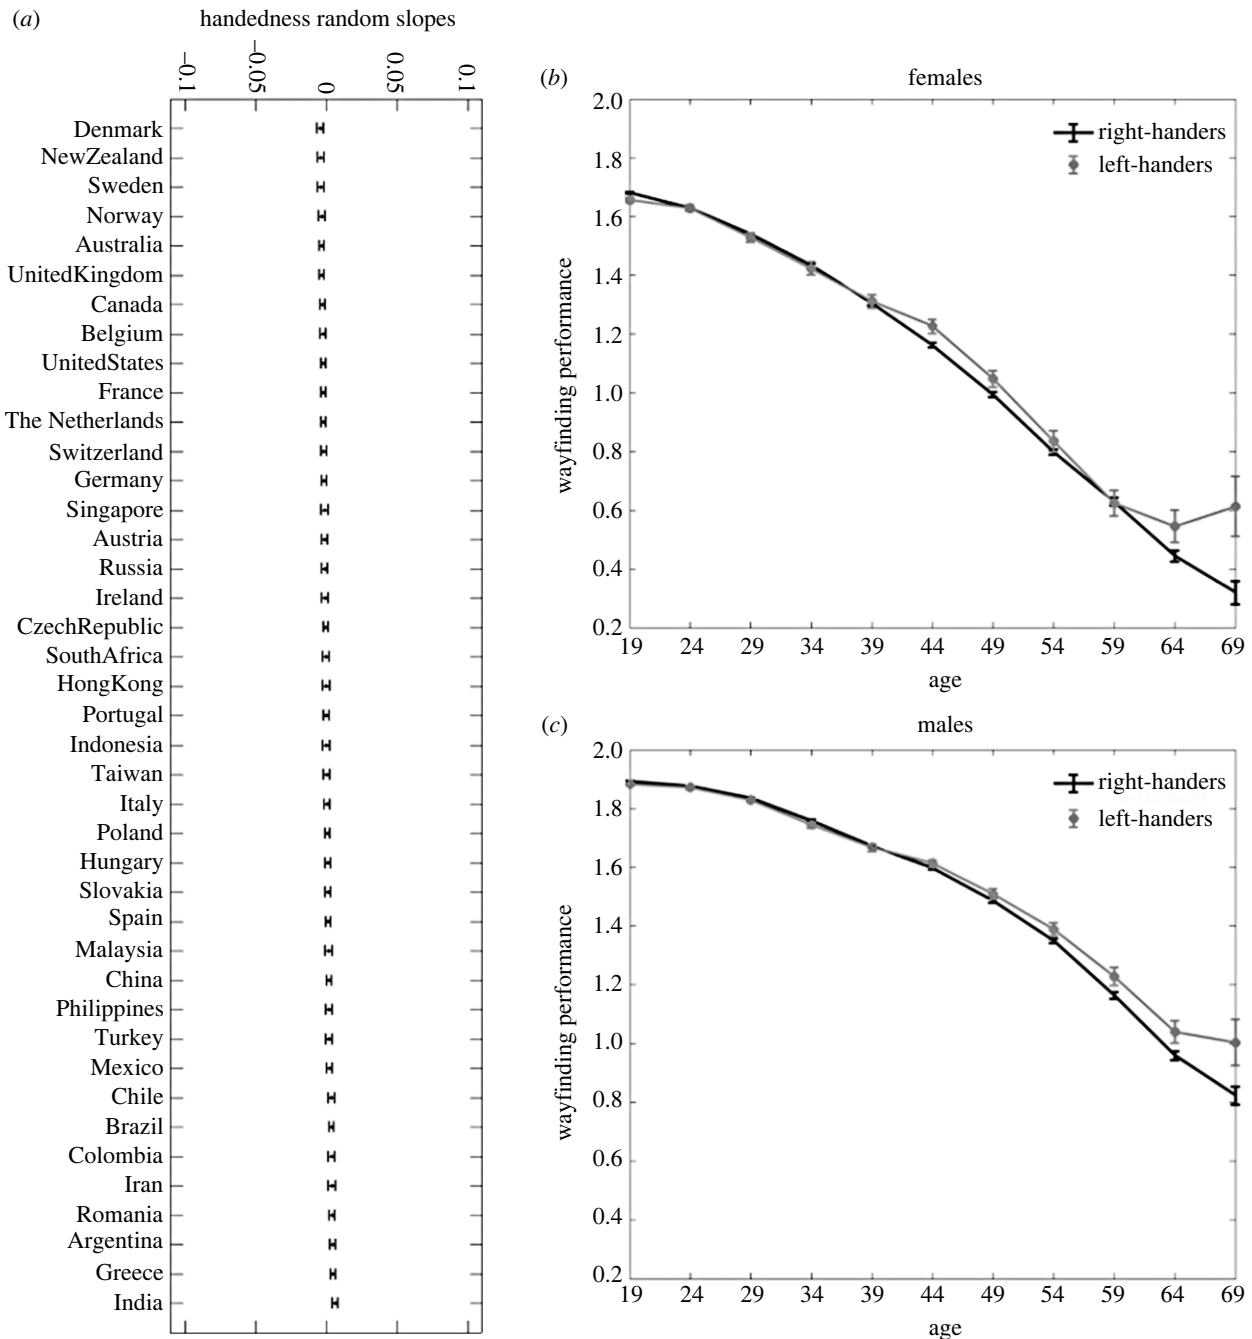 (a)
handedness random slopes
–0.1
–0.05
0
0.05
0.1
Denmark
NewZealand
Sweden
Norway
Australia
UnitedKingdom
Canada
Belgium
UnitedStates
France
The Netherlands
Switzerland
Germany
Singapore
Austria
Russia
Ireland
CzechRepublic
SouthAfrica
HongKong
Portugal
Indonesia
Taiwan
Italy
Poland
Hungary
Slovakia
Spain
Malaysia
China
Philippines
Turkey
Mexico
Chile
Brazil
Colombia
Iran
Romania
Argentina
Greece
India
(b)
females
right-handers
left-handers
wayfinding performance
2.0
1.8
1.6
1.4
1.2
1.0
0.8
0.6
0.4
0.2
19 24 29 34 39 44 49 54 59 64 69
age
(c)
males
right-handers
left-handers
wayfinding performance
2.0
1.8
1.6
1.4
1.2
1.0
0.8
0.6
0.4
0.2
19 24 29 34 39 44 49 54 59 64 69
age